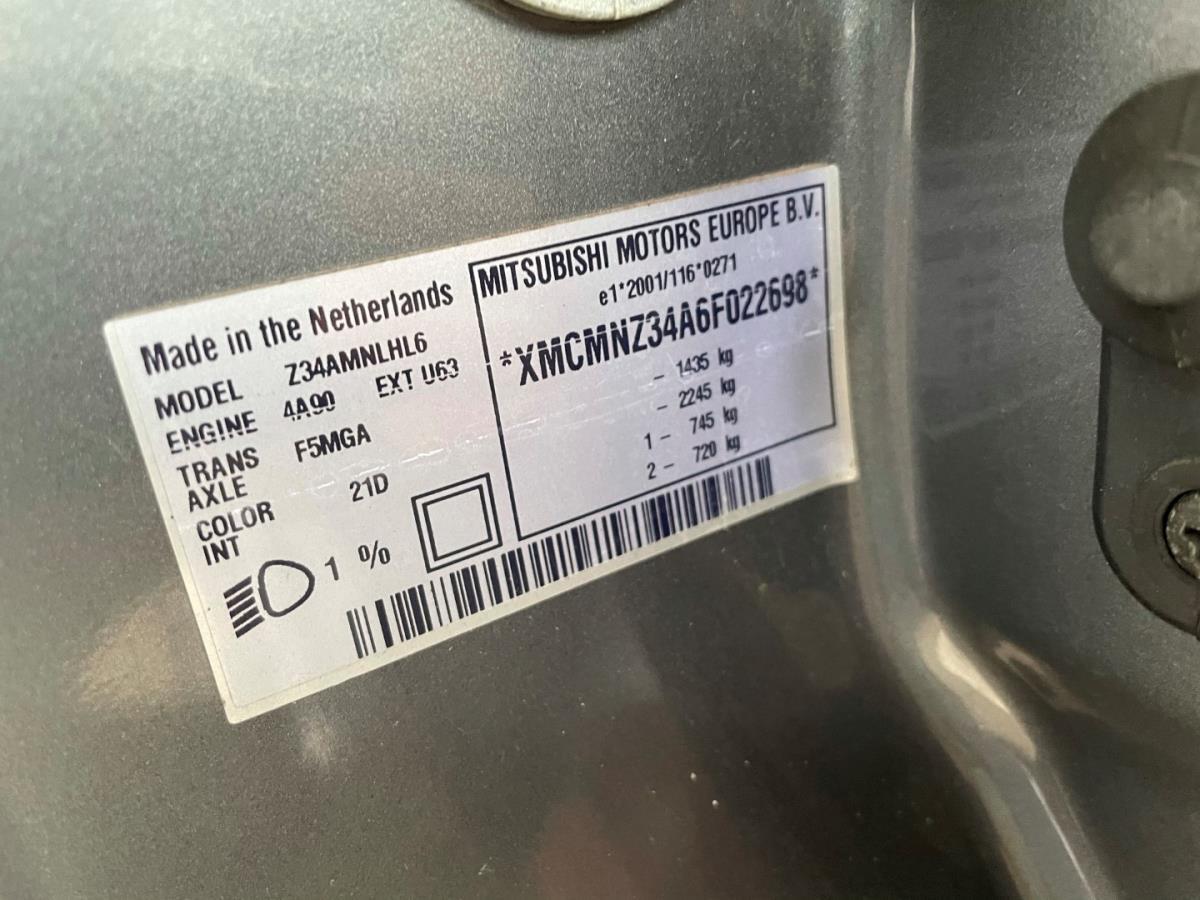 Made in the Netherlands
MODEL Z34AMNLHL6
ENGINE 4A90 EXT U63
TRANS F5MGA
AXLE
COLOR 21D
INT
1 %
MITSUBISHI MOTORS EUROPE B.V.
e1*2001/116*0271
*XMCMNZ34A6F022698*
– 1435 kg
– 2245 kg
1 – 745 kg
2 – 720 kg